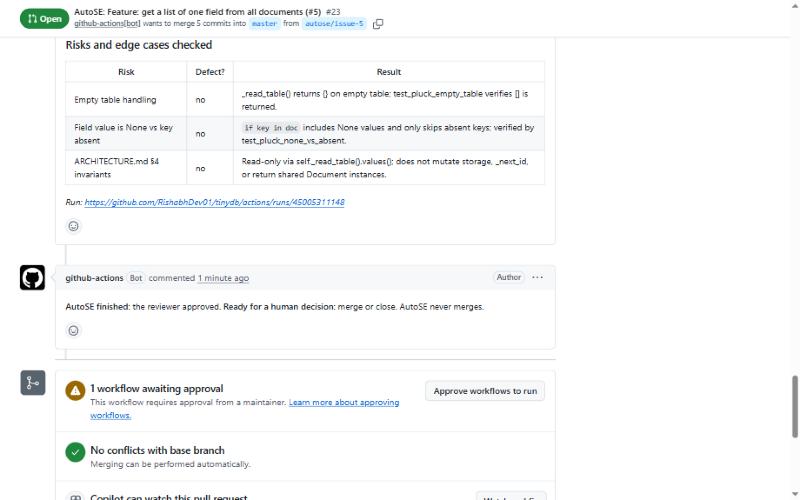 Open
AutoSE: Feature: get a list of one field from all documents (#5) #23
github-actions[bot] wants to merge 5 commits into master from autose/issue-5
Risks and edge cases checked
Risk Defect? Result
Empty table handling no _read_table() returns {} on empty table; test_pluck_empty_table verifies [] is
returned.
Field value is None vs key
absent no if key in doc includes None values and only skips absent keys; verified by
test_pluck_none_vs_absent.
ARCHITECTURE.md §4
invariants no Read-only via self._read_table().values(); does not mutate storage, _next_id,
or return shared Document instances.
Run: https://github.com/RishabhDev01/tinydb/actions/runs/45005311148
github-actions Bot commented 1 minute ago Author
AutoSE finished: the reviewer approved. Ready for a human decision: merge or close. AutoSE never merges.
1 workflow awaiting approval
This workflow requires approval from a maintainer. Learn more about approving
workflows.
Approve workflows to run
No conflicts with base branch
Merging can be performed automatically.
Copilot can watch this pull request